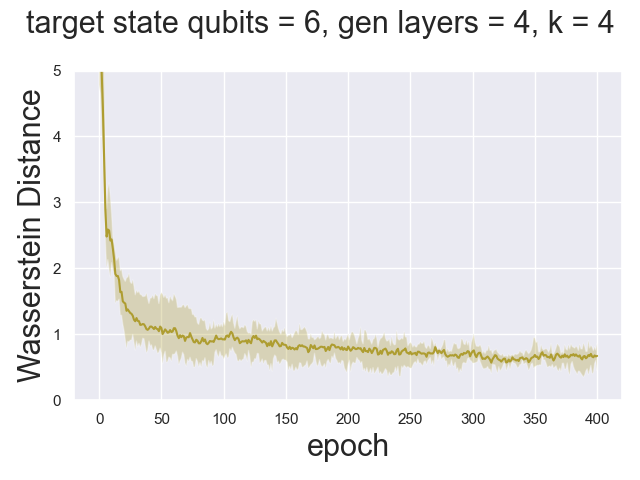 target state qubits = 6, gen layers = 4, k = 4
Wasserstein Distance
5
4
3
2
1
0
0 50 100 150 200 250 300 350 400
epoch